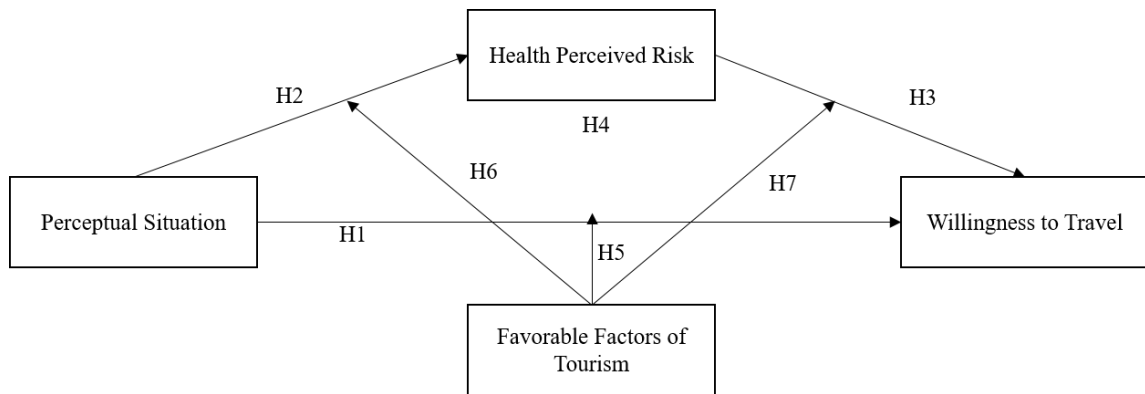 Health Perceived Risk
H2
H3
H4
H6
H7
Perceptual Situation
Willingness to Travel
H1
H5
Favorable Factors of
Tourism